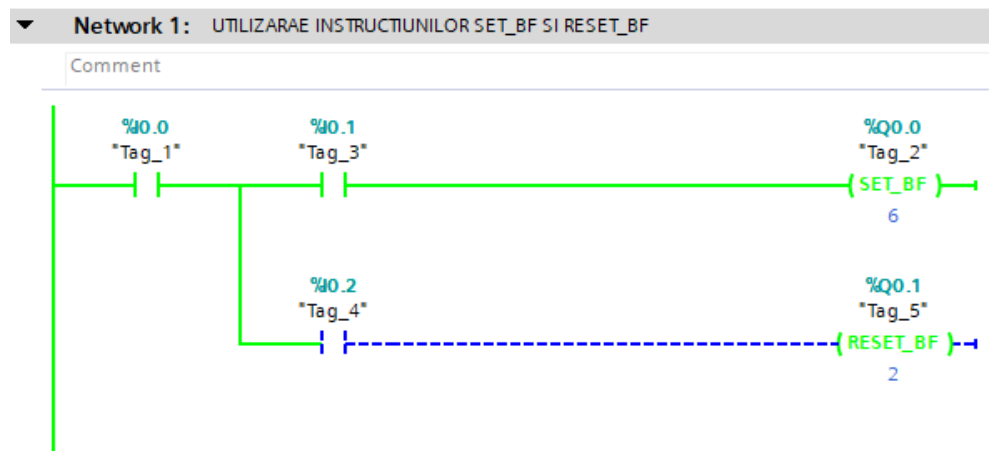 Network 1: UTILIZARAE INSTRUCTIUNILOR SET_BF SI RESET_BF
Comment
%I0.0
"Tag_1"
%I0.1
"Tag_3"
%Q0.0
"Tag_2"
SET_BF
6
%I0.2
"Tag_4"
%Q0.1
"Tag_5"
RESET_BF
2